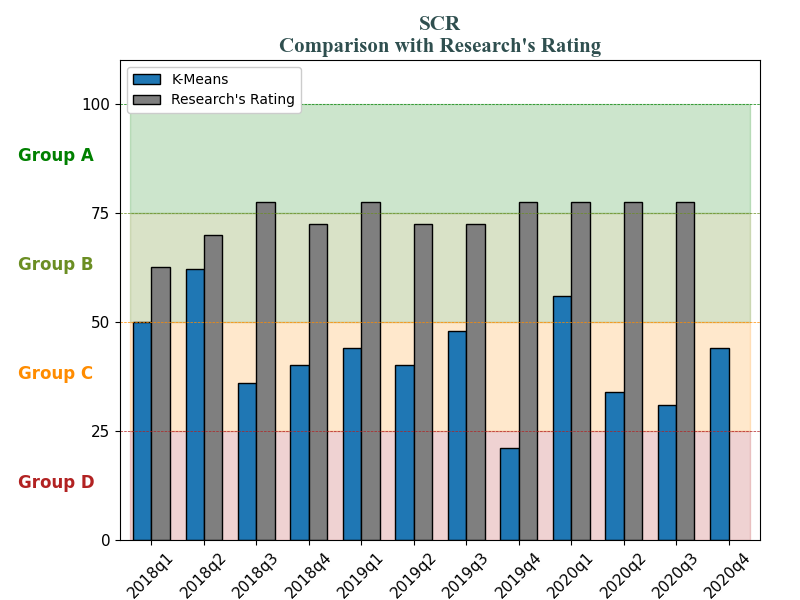 SCR
Comparison with Research's Rating
K-Means
Research's Rating
100
Group A
75
Group B
50
Group C
25
Group D
0
2018q1
2018q2
2018q3
2018q4
2019q1
2019q2
2019q3
2019q4
2020q1
2020q2
2020q3
2020q4